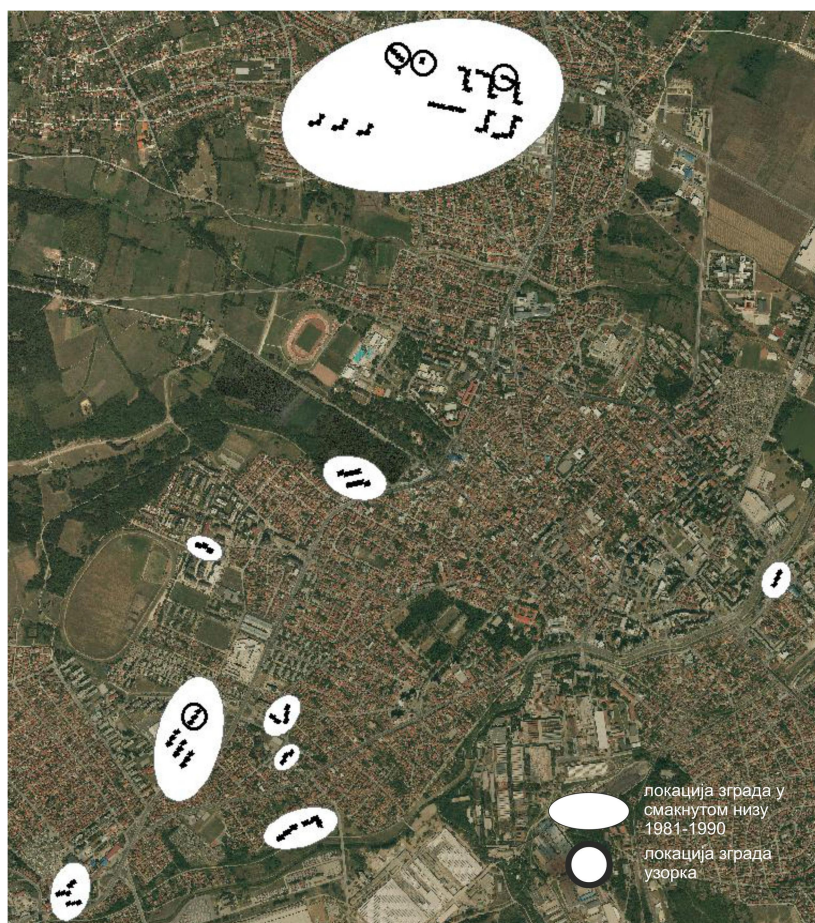 локација зграда у
смакнутом низу
1981-1990
локација зграда
узорка